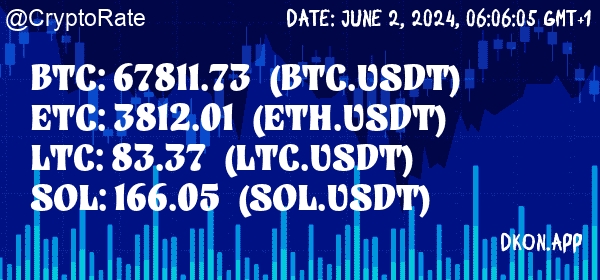 @CryptoRate
DATE: JUNE 2, 2024, 06:06:05 GMT+1
BTC: 67811.73 (BTC.USDT)
ETC: 3812.01 (ETH.USDT)
LTC: 83.37 (LTC.USDT)
SOL: 166.05 (SOL.USDT)
DKON.APP